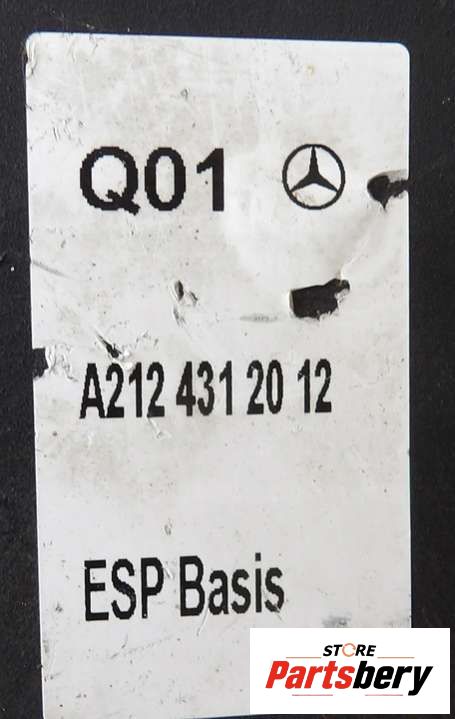 Q01
A212 431 20 12
ESP Basis
STORE
Partsbery